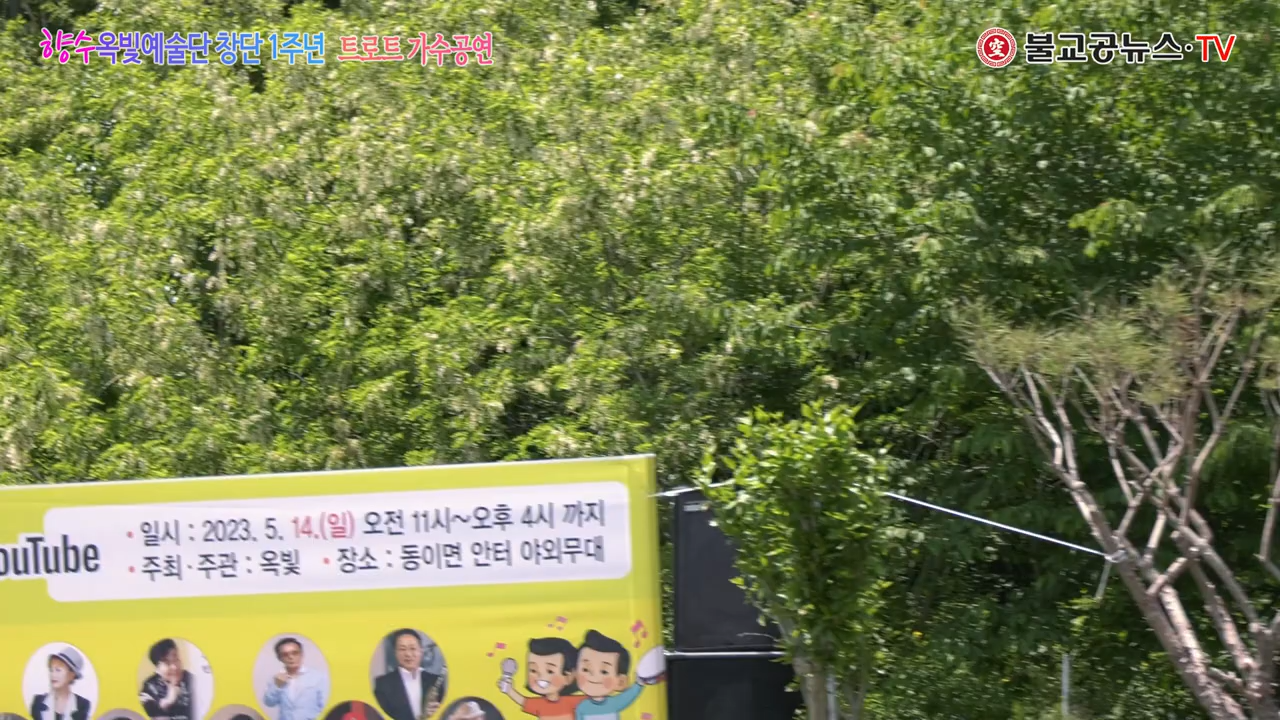 향수옥빛예술단 창단 1주년 트로트 가수공연
空 불교공뉴스·TV
YouTube
• 일시 : 2023. 5. 14.(일) 오전 11시~오후 4시 까지
• 주최·주관 : 옥빛 • 장소 : 동이면 안터 야외무대